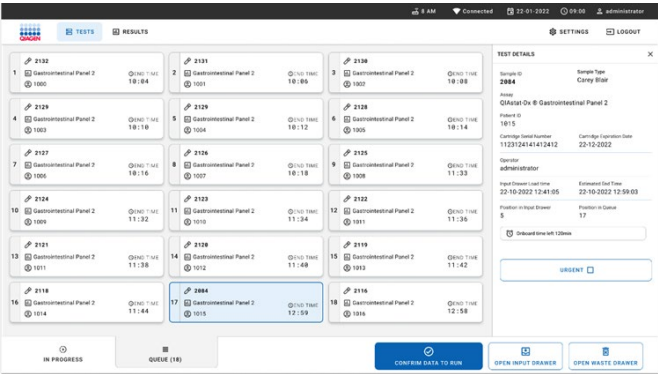 8 AM Connected 22-01-2022 09:00 administrator
QIAGEN TESTS RESULTS SETTINGS LOGOUT
TEST DETAILS
1 2132 Gastrointestinal Panel 2 1000 END TIME 10:04
2 2131 Gastrointestinal Panel 2 1001 END TIME 10:06
3 2130 Gastrointestinal Panel 2 1002 END TIME 10:08
4 2129 Gastrointestinal Panel 2 1003 END TIME 10:10
5 2129 Gastrointestinal Panel 2 1004 END TIME 10:12
6 2128 Gastrointestinal Panel 2 1005 END TIME 10:14
7 2127 Gastrointestinal Panel 2 1006 END TIME 10:16
8 2126 Gastrointestinal Panel 2 1007 END TIME 10:18
9 2125 Gastrointestinal Panel 2 1008 END TIME 11:33
10 2124 Gastrointestinal Panel 2 1009 END TIME 11:32
11 2123 Gastrointestinal Panel 2 1010 END TIME 11:34
12 2122 Gastrointestinal Panel 2 1011 END TIME 11:36
13 2121 Gastrointestinal Panel 2 1011 END TIME 11:38
14 2120 Gastrointestinal Panel 2 1012 END TIME 11:40
15 2119 Gastrointestinal Panel 2 1013 END TIME 11:42
16 2118 Gastrointestinal Panel 2 1014 END TIME 11:44
17 2084 Gastrointestinal Panel 2 1015 END TIME 12:59
18 2116 Gastrointestinal Panel 2 1016 END TIME 12:58
Sample ID Sample Type
2084 Carey Blair
Assay
QIAstat-Dx ® Gastrointestinal Panel 2
Patient ID
1015
Cartridge Serial Number Cartridge Expiration Date
1123124141412412 22-12-2022
Operator
administrator
Input Drawer Load time Estimated End Time
22-10-2022 12:41:05 22-10-2022 12:59:03
Position in Input Drawer Position in Queue
5 17
Onboard time left 120min
URGENT
IN PROGRESS QUEUE (18) CONFRIM DATA TO RUN OPEN INPUT DRAWER OPEN WASTE DRAWER